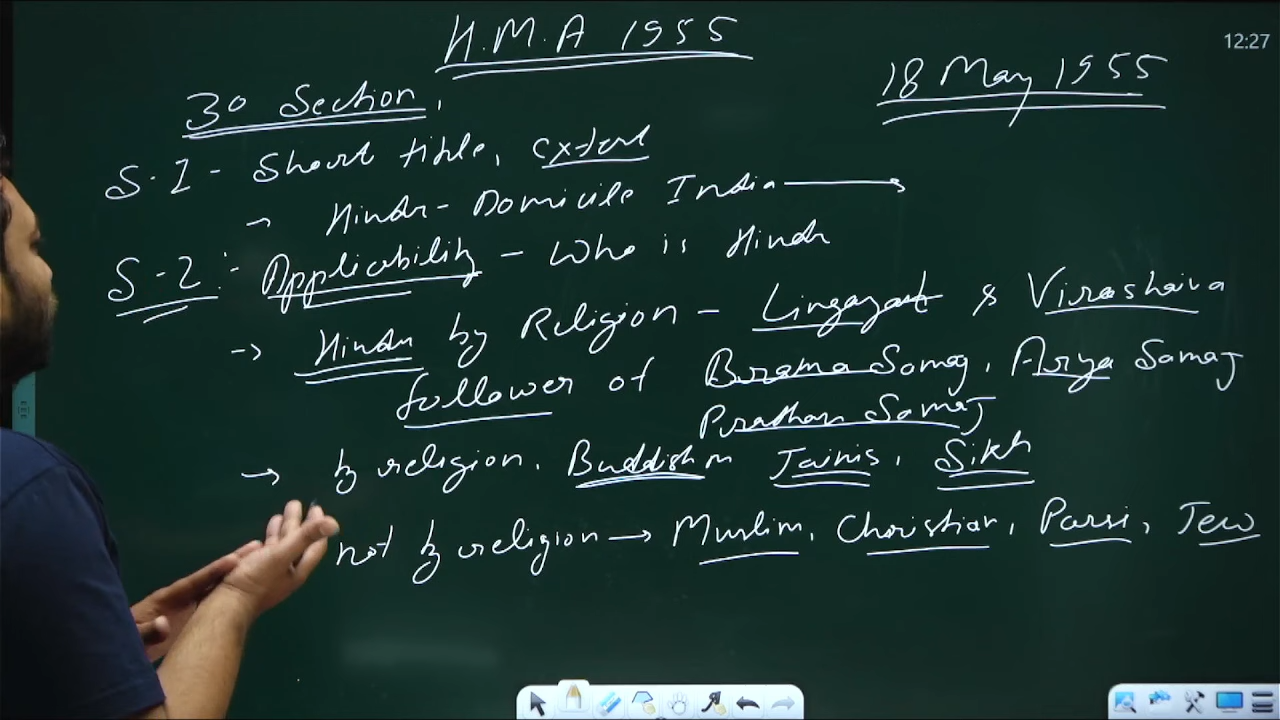 H.M.A 1955
12:27
18 May 1955
30 Section,
S-1 - Short title, extent
→ Hindu - Domicile India →
S-2 :- Applicability - Who is Hindu
→ Hindu by Religion - Lingayat & Virashaiva
follower of Brama Samaj, Arya Samaj
Prathan Samaj
→ by religion, Buddishm Jainis, Sikh
not by religion → Muslim, Christian, Parsi, Jew